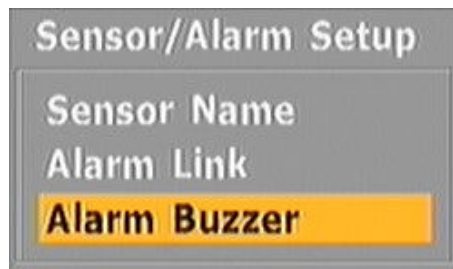 Sensor/Alarm Setup
Sensor Name
Alarm Link
Alarm Buzzer